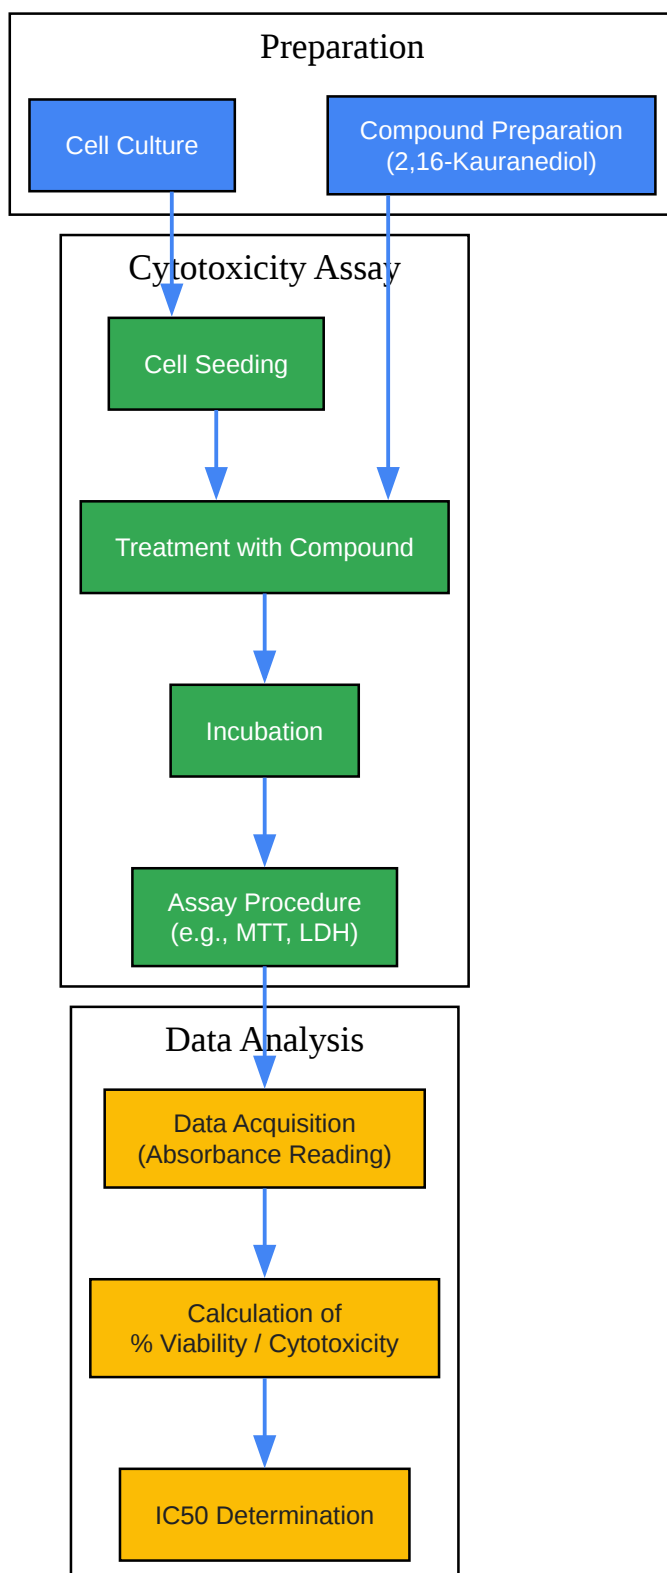 Preparation
Cell Culture
Compound Preparation
(2,16-Kauranediol)
Cytotoxicity Assay
Cell Seeding
Treatment with Compound
Incubation
Assay Procedure
(e.g., MTT, LDH)
Data Analysis
Data Acquisition
(Absorbance Reading)
Calculation of
% Viability / Cytotoxicity
IC50 Determination